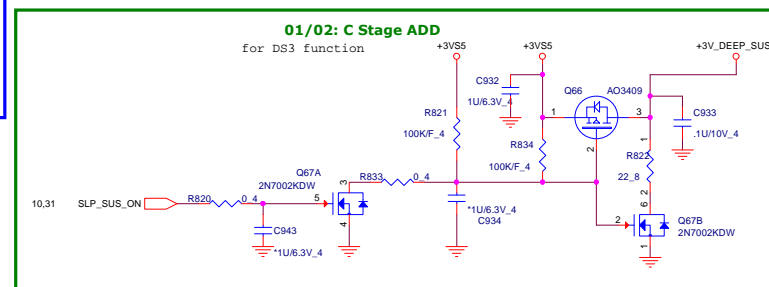 01/02: C Stage ADD
for DS3 function
+3VS5
+3VS5
+3V_DEEP_SUS
C932
1U/6.3V_4
Q66
AO3409
R821
100K/F_4
1
3
C933
.1U/10V_4
R834
100K/F_4
2
1
R822
22_8
Q67A
2N7002KDW
3
R833
0_4
2
6
10,31
SLP_SUS_ON
R820
0_4
5
*1U/6.3V_4
C934
2
Q67B
2N7002KDW
4
C943
*1U/6.3V_4
1